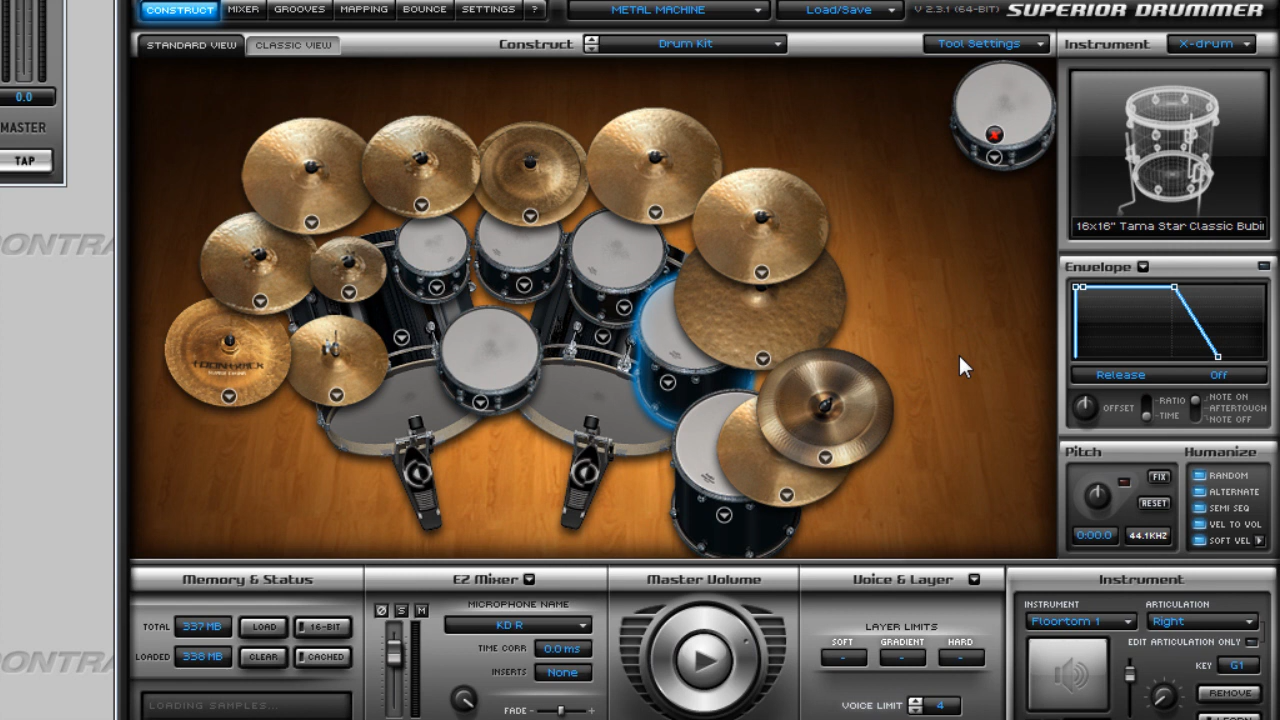 CONSTRUCT MIXER GROOVES MAPPING BOUNCE SETTINGS ? METAL MACHINE Load/Save V 2.3.1 (64-BIT) SUPERIOR DRUMMER
STANDARD VIEW CLASSIC VIEW Construct Drum Kit Tool Settings Instrument X-drum
0.0
MASTER
TAP
16x16" Tama Star Classic Bubi
ONTRA
Envelope
TOONTRACK
Release Off
OFFSET RATIO TIME NOTE ON AFTERTOUCH NOTE OFF
Pitch Humanize
FIX RANDOM
ALTERNATE
RESET SEMI SEQ
VEL TO VOL
0:00.0 44.1KHZ SOFT VEL
Memory & Status EZ Mixer Master Volume Voice & Layer Instrument
Ø S M MICROPHONE NAME INSTRUMENT ARTICULATION
TOTAL 337 MB LOAD 16-BIT KD R LAYER LIMITS Floortom 1 Right
TIME CORR 0.0 ms SOFT GRADIENT HARD EDIT ARTICULATION ONLY
LOADED 338 MB CLEAR CACHED - - -
ONTRA
INSERTS None KEY G1
REMOVE
LOADING SAMPLES... FADE - + VOICE LIMIT 4
LEARN